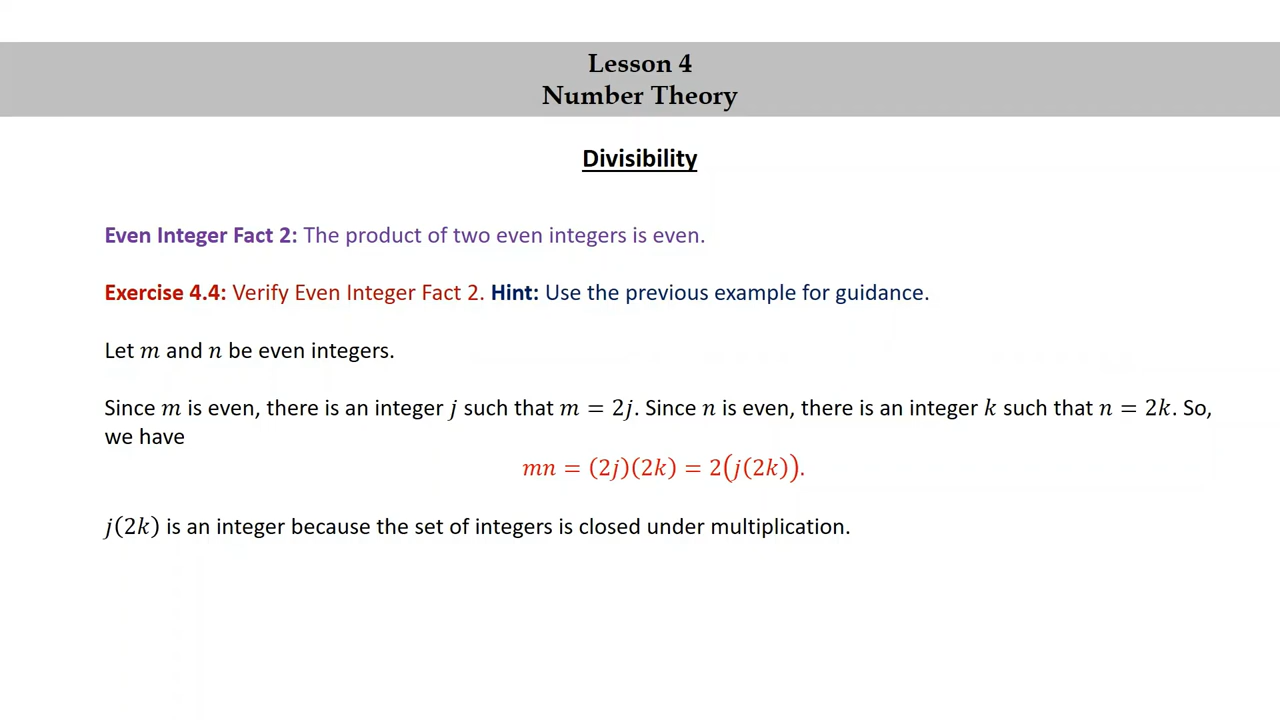 Lesson 4
Number Theory
Divisibility
Even Integer Fact 2: The product of two even integers is even.
Exercise 4.4: Verify Even Integer Fact 2. Hint: Use the previous example for guidance.
Let 𝑚 and 𝑛 be even integers.
Since 𝑚 is even, there is an integer 𝑗 such that 𝑚 = 2𝑗. Since 𝑛 is even, there is an integer 𝑘 such that 𝑛 = 2𝑘. So,
we have
𝑚𝑛 = (2𝑗)(2𝑘) = 2(𝑗(2𝑘)).
𝑗(2𝑘) is an integer because the set of integers is closed under multiplication.